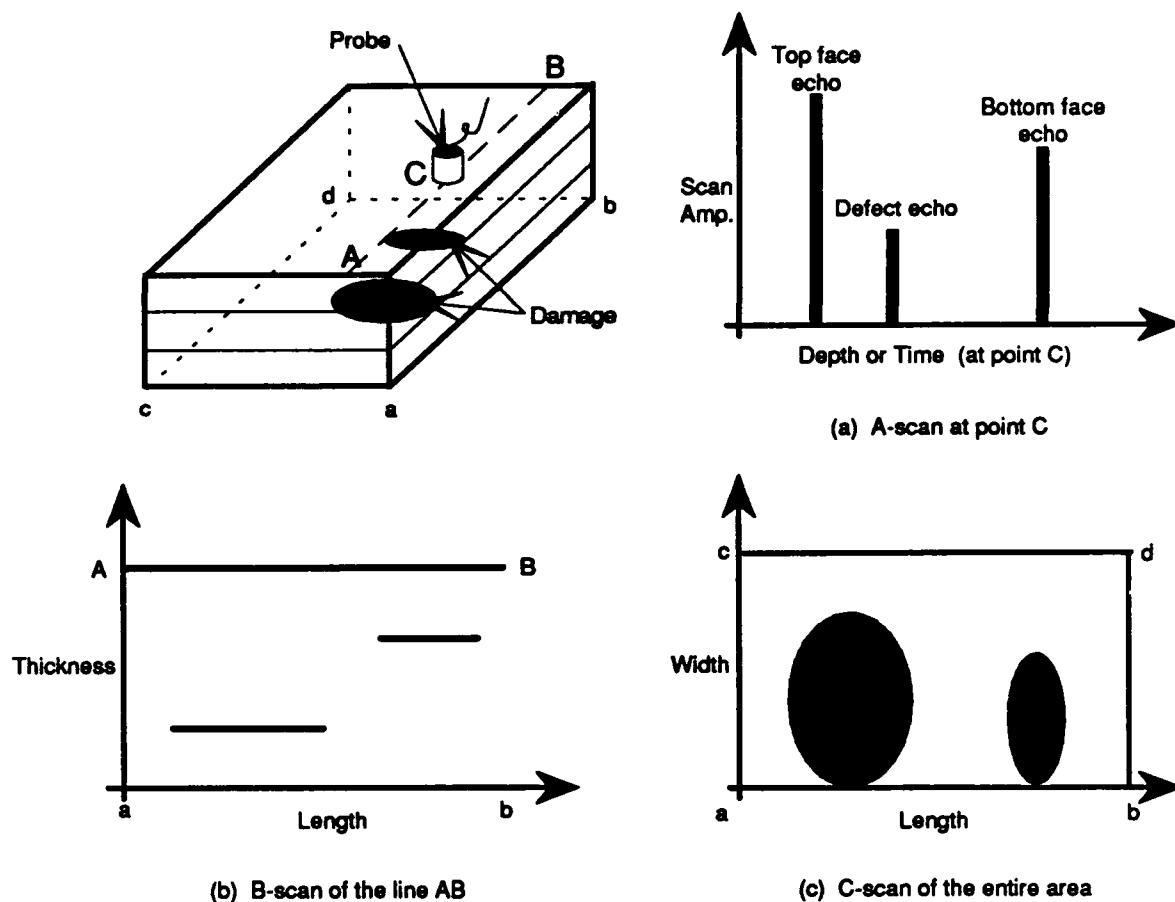 Probe
B
C
d
b
A
Damage
c
a
Top face
echo
Bottom face
echo
Scan
Amp.
Defect echo
Depth or Time (at point C)
(a) A-scan at point C
A
B
Thickness
a
Length
b
(b) B-scan of the line AB
c
d
Width
a
Length
b
(c) C-scan of the entire area